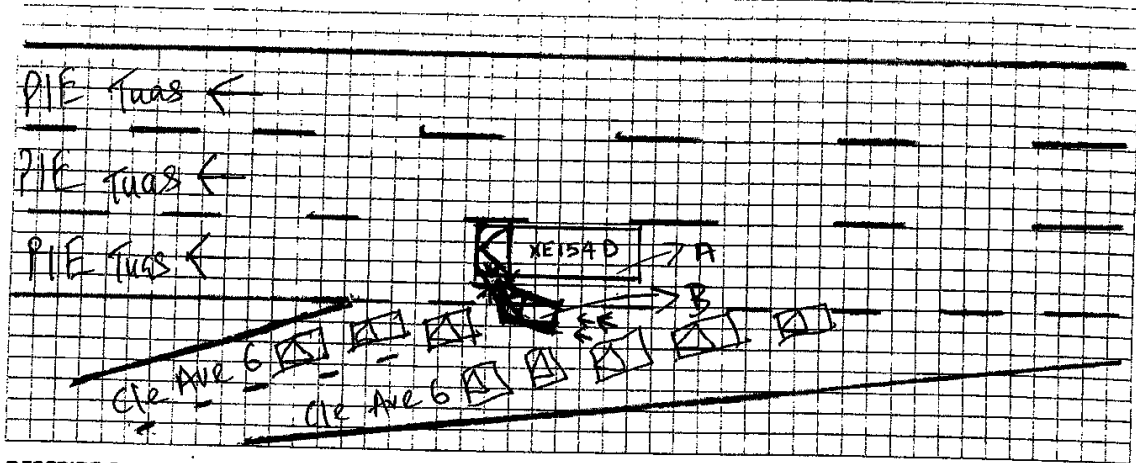 PIE Tuas ←
PIE Tuas ←
PIE Tuas ←
XE154D → A
→ B
Cle Ave 6
Cle Ave 6